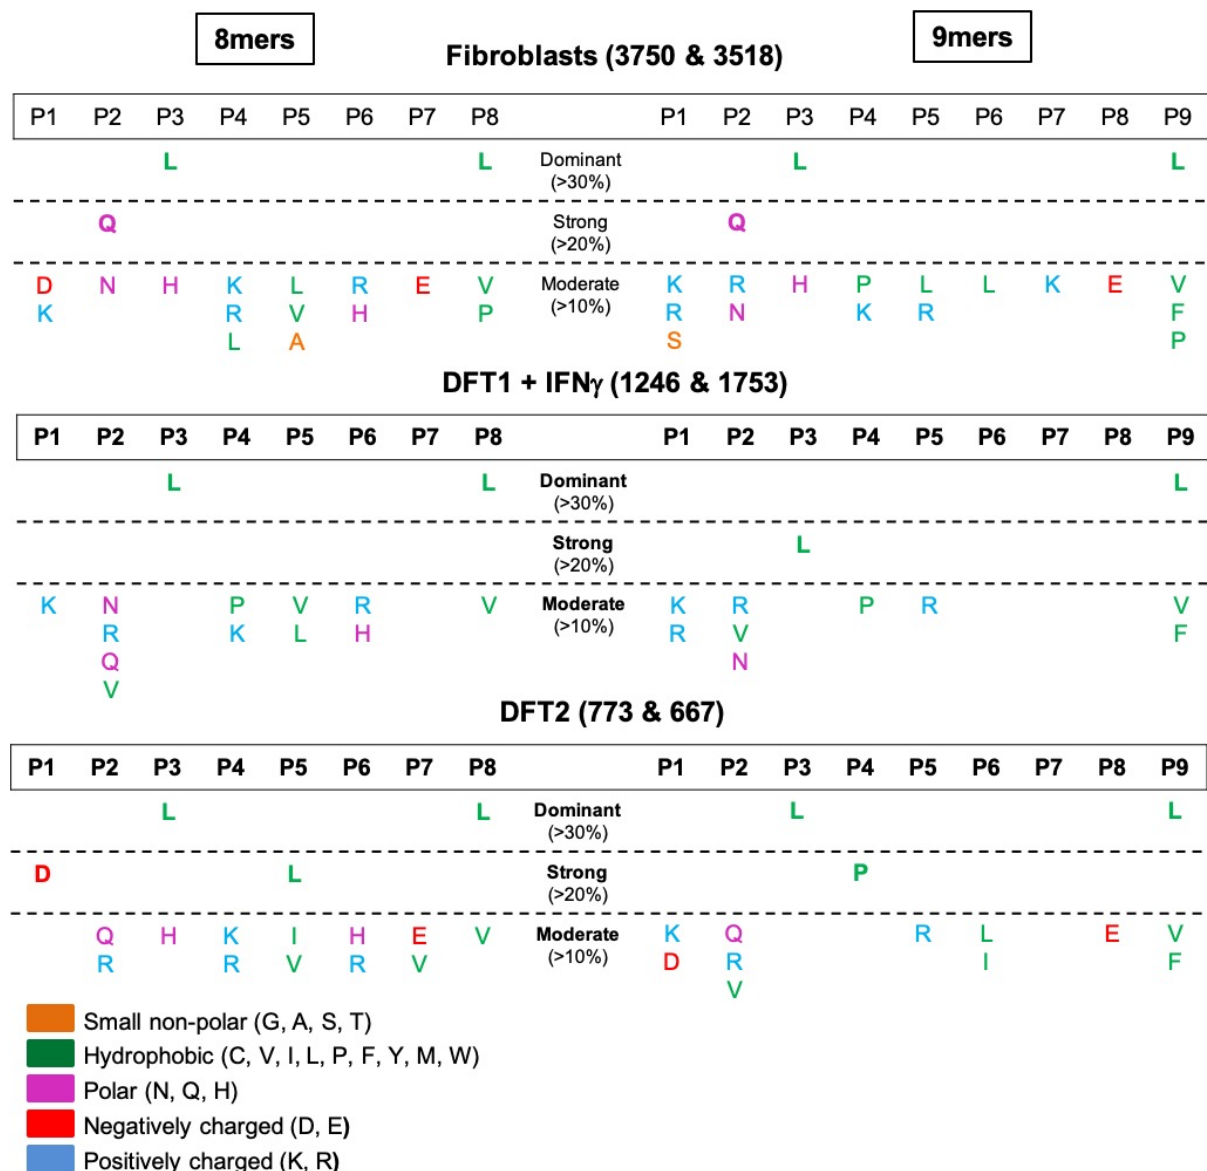 8mers 9mers
Fibroblasts (3750 & 3518)
P1 P2 P3 P4 P5 P6 P7 P8 P1 P2 P3 P4 P5 P6 P7 P8 P9
L L Dominant L L
(>30%)
Q Strong Q
(>20%)
D N H K L R E V Moderate K R H P L L K E V
K R V H P (>10%) R N K R F
L A S P
DFT1 + IFNγ (1246 & 1753)
P1 P2 P3 P4 P5 P6 P7 P8 P1 P2 P3 P4 P5 P6 P7 P8 P9
L L Dominant L
(>30%)
Strong L
(>20%)
K N P V R V Moderate K R P R V
R K L H (>10%) R V F
Q N
V
DFT2 (773 & 667)
P1 P2 P3 P4 P5 P6 P7 P8 P1 P2 P3 P4 P5 P6 P7 P8 P9
L L Dominant L L
(>30%)
D L Strong P
(>20%)
Q H K I H E V Moderate K Q R L E V
R R V R V (>10%) D R I F
V
Small non-polar (G, A, S, T)
Hydrophobic (C, V, I, L, P, F, Y, M, W)
Polar (N, Q, H)
Negatively charged (D, E)
Positively charged (K, R)